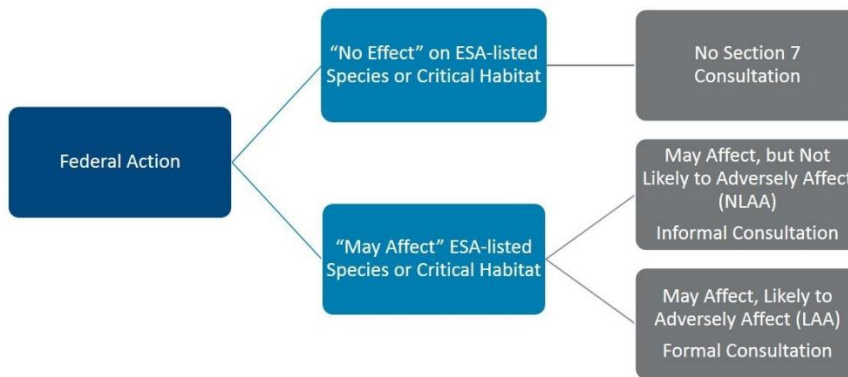 Federal Action
“No Effect” on ESA-listed
Species or Critical Habitat
“May Affect” ESA-listed
Species or Critical Habitat
No Section 7
Consultation
May Affect, but Not
Likely to Adversely Affect
(NLAA)
Informal Consultation
May Affect, Likely to
Adversely Affect (LAA)
Formal Consultation